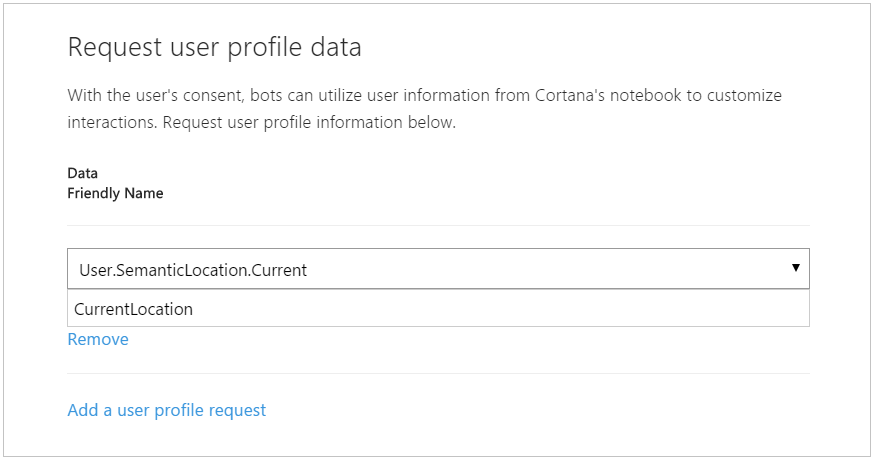 Request user profile data
With the user's consent, bots can utilize user information from Cortana's notebook to customize
interactions. Request user profile information below.
Data
Friendly Name
User.SemanticLocation.Current
CurrentLocation
Remove
Add a user profile request